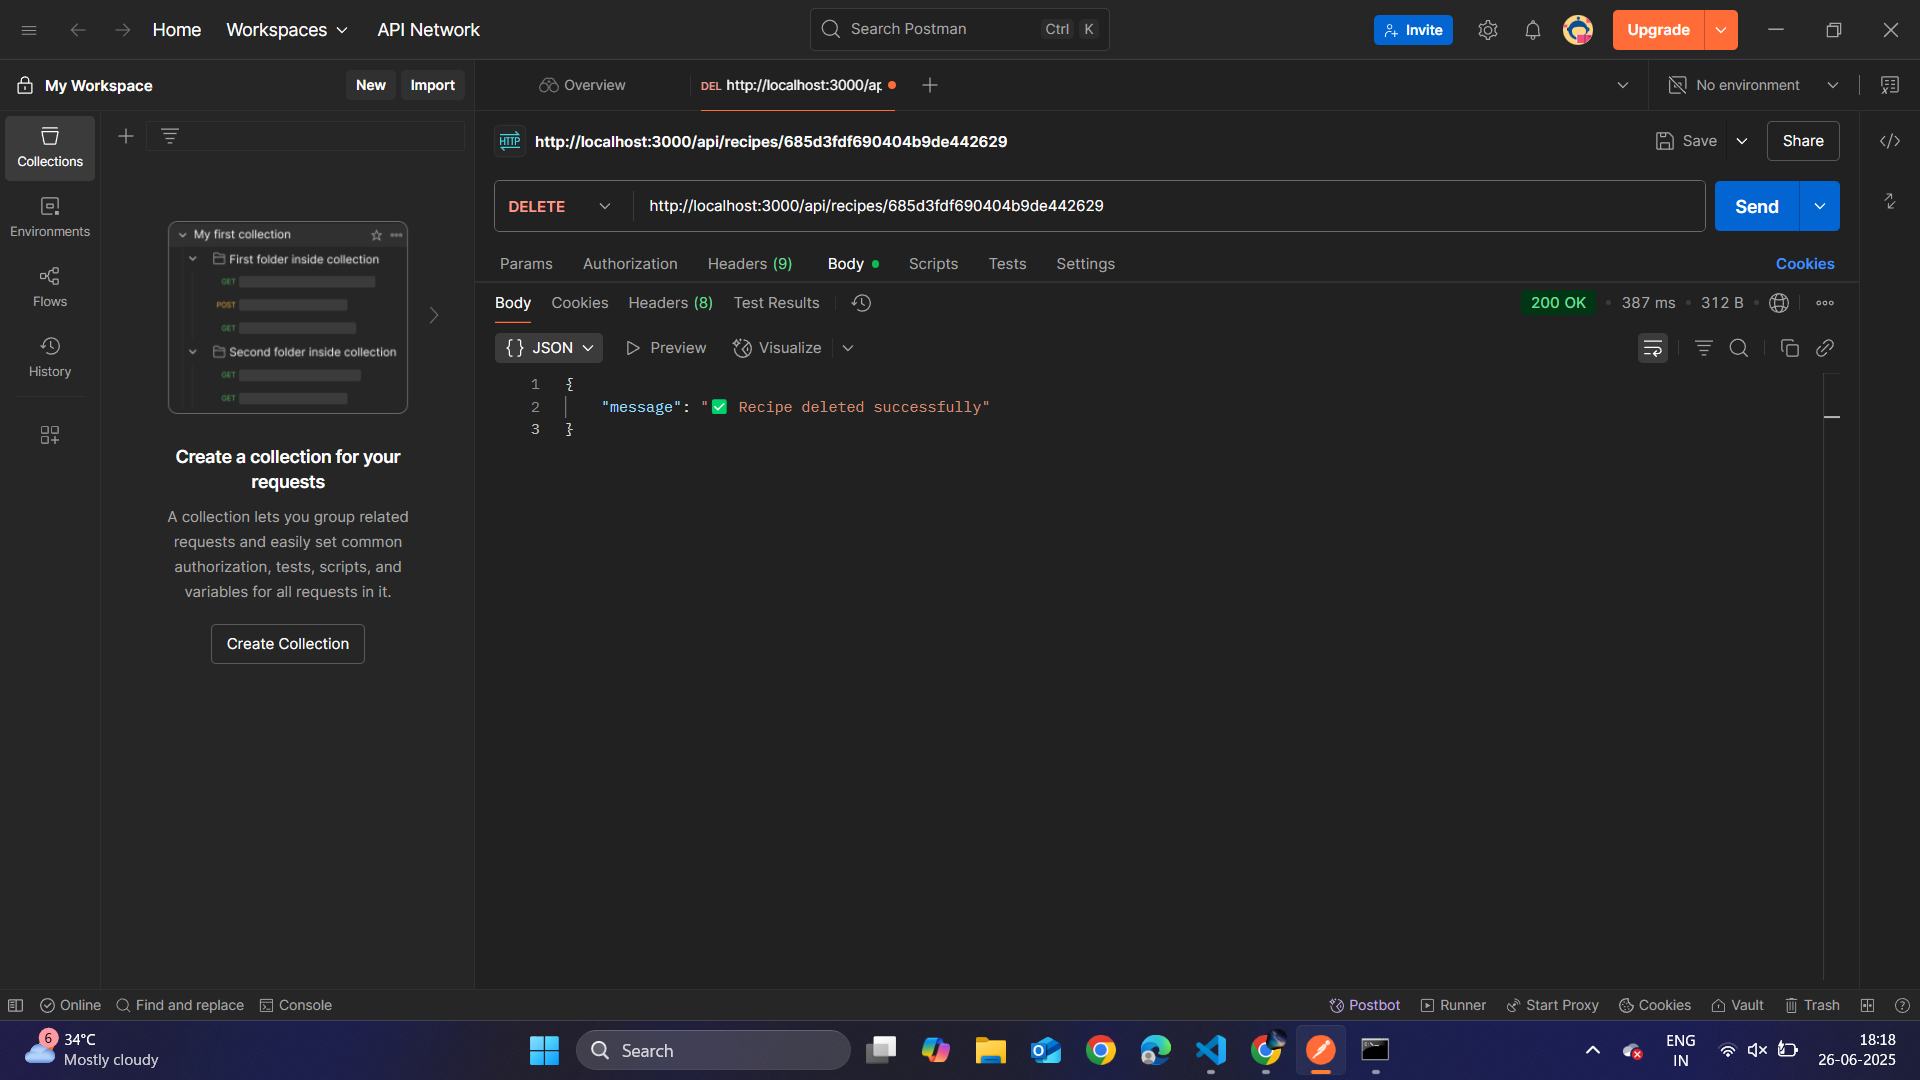 Home Workspaces API Network Search Postman Ctrl K Invite Upgrade
My Workspace New Import Overview DEL http://localhost:3000/ap No environment
Collections
Environments
Flows
History
My first collection
First folder inside collection
GET
POST
GET
Second folder inside collection
GET
GET
Create a collection for your
requests
A collection lets you group related
requests and easily set common
authorization, tests, scripts, and
variables for all requests in it.
Create Collection
HTTP http://localhost:3000/api/recipes/685d3fdf690404b9de442629 Save Share
DELETE http://localhost:3000/api/recipes/685d3fdf690404b9de442629 Send
Params Authorization Headers (9) Body Scripts Tests Settings Cookies
Body Cookies Headers (8) Test Results 200 OK 387 ms 312 B
{} JSON Preview Visualize
1 {
2 "message": "✅ Recipe deleted successfully"
3 }
Online Find and replace Console Postbot Runner Start Proxy Cookies Vault Trash
6 34°C
Mostly cloudy
Search
ENG
IN
18:18
26-06-2025